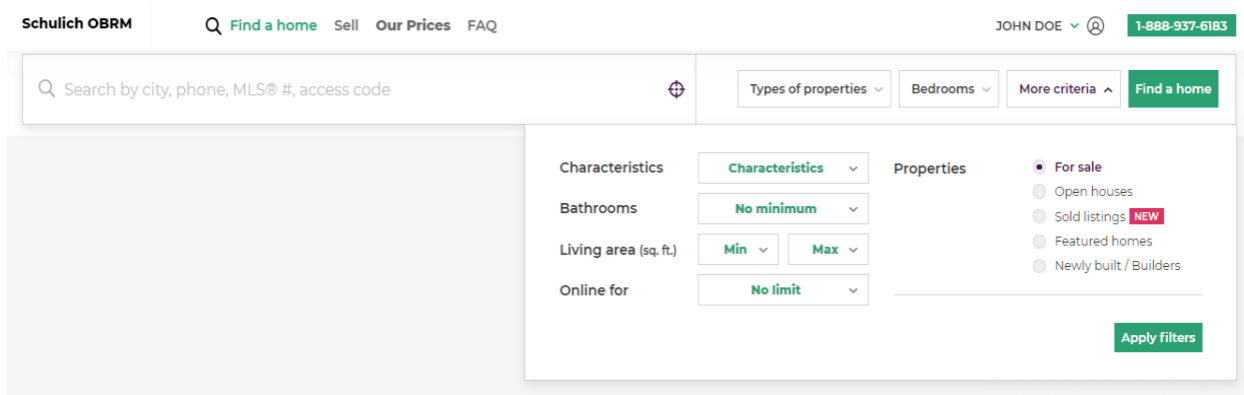 Schulich OBRM Find a home Sell Our Prices FAQ JOHN DOE 1-888-937-6183
Search by city, phone, MLS® #, access code Types of properties Bedrooms More criteria Find a home
Characteristics Characteristics
Bathrooms No minimum
Living area (sq. ft.) Min Max
Online for No limit
Properties
For sale
Open houses
Sold listings NEW
Featured homes
Newly built / Builders
Apply filters